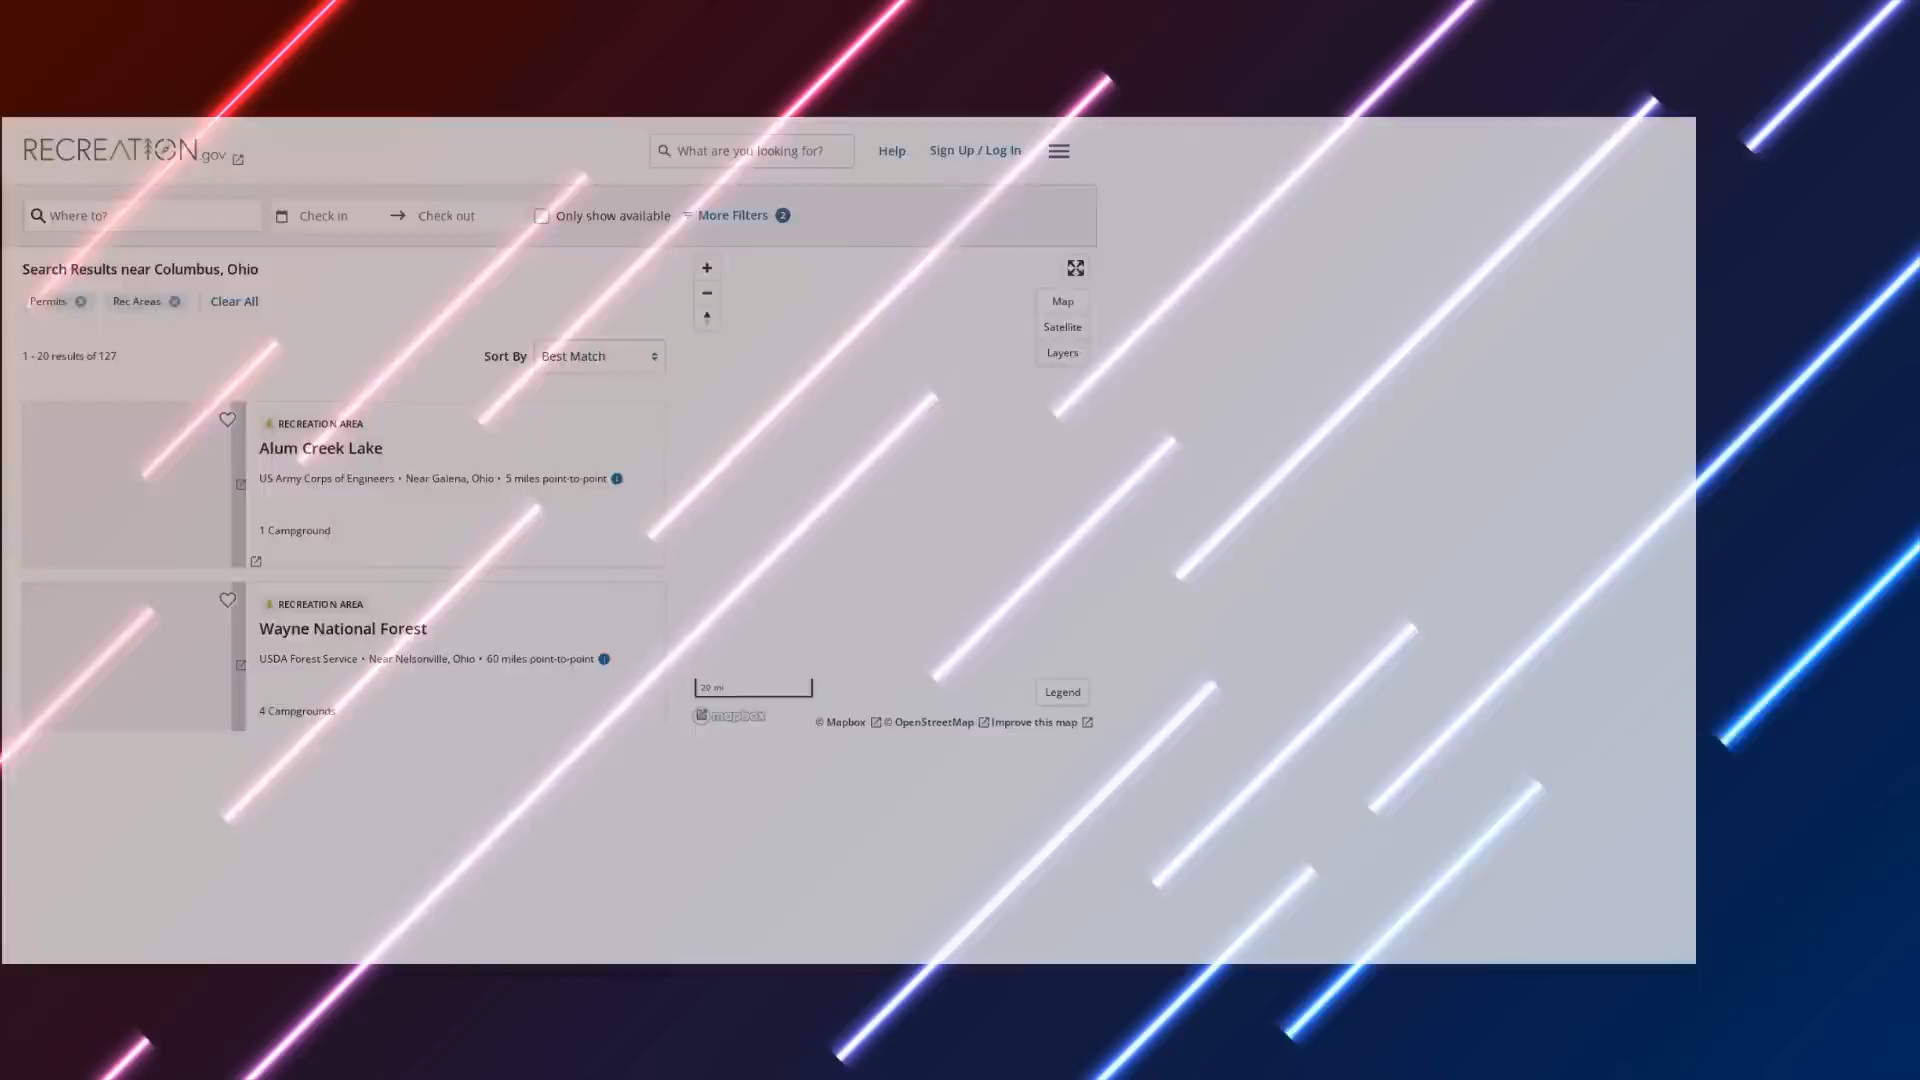 RECREATION.gov
What are you looking for?
Help
Sign Up / Log In
Where to?
Check in
Check out
Only show available
More Filters 2
Search Results near Columbus, Ohio
Permits
Rec Areas
Clear All
1 - 20 results of 127
Sort By
Best Match
Map
Satellite
Layers
RECREATION AREA
Alum Creek Lake
US Army Corps of Engineers • Near Galena, Ohio • 5 miles point-to-point
1 Campground
RECREATION AREA
Wayne National Forest
USDA Forest Service • Near Nelsonville, Ohio • 60 miles point-to-point
4 Campgrounds
20 mi
Legend
mapbox
© Mapbox © OpenStreetMap Improve this map